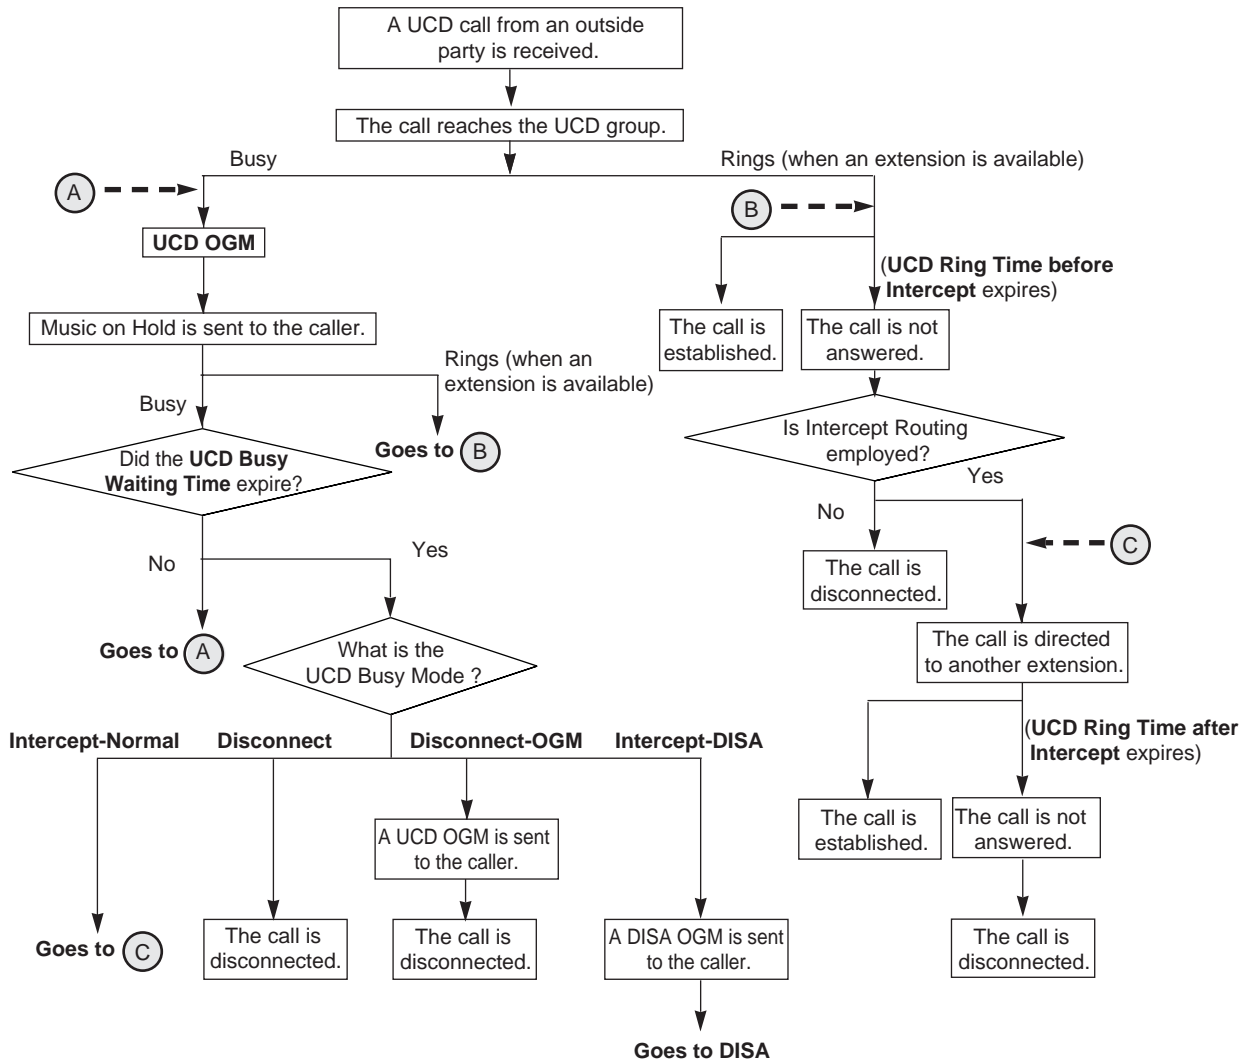 A UCD call from an outside
party is received.
The call reaches the UCD group.
Busy
Rings (when an extension is available)
A
B
UCD OGM
(UCD Ring Time before
Intercept expires)
Music on Hold is sent to the caller.
The call is
established.
The call is not
answered.
Rings (when an
extension is available)
Busy
Goes to B
Is Intercept Routing
employed?
Did the UCD Busy
Waiting Time expire?
Yes
No
C
No
Yes
The call is
disconnected.
Goes to A
What is the
UCD Busy Mode ?
The call is directed
to another extension.
Intercept-Normal
Disconnect
Disconnect-OGM
Intercept-DISA
(UCD Ring Time after
Intercept expires)
The call is
established.
The call is not
answered.
A UCD OGM is sent
to the caller.
Goes to C
The call is
disconnected.
The call is
disconnected.
A DISA OGM is sent
to the caller.
The call is
disconnected.
Goes to DISA